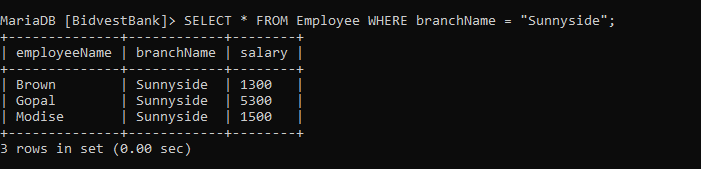 MariaDB [BidvestBank]> SELECT * FROM Employee WHERE branchName = "Sunnyside";
+--------------+------------+--------+
| employeeName | branchName | salary |
+--------------+------------+--------+
| Brown        | Sunnyside  | 1300   |
| Gopal        | Sunnyside  | 5300   |
| Modise       | Sunnyside  | 1500   |
+--------------+------------+--------+
3 rows in set (0.00 sec)